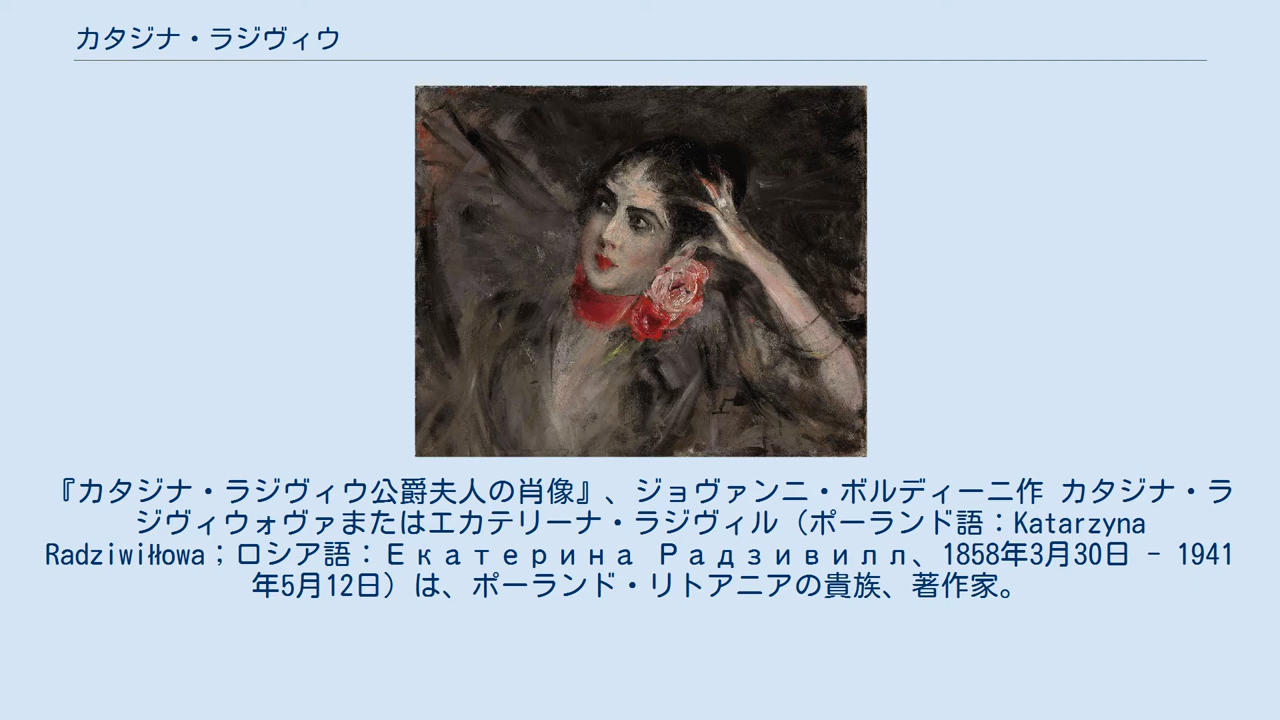 カタジナ・ラジヴィウ
『カタジナ・ラジヴィウ公爵夫人の肖像』、ジョヴァンニ・ボルディーニ作 カタジナ・ラ
ジヴィウォヴァまたはエカテリーナ・ラジヴィル（ポーランド語：Katarzyna
Radziwiłłowa；ロシア語：Екатерина Радзивилл、1858年3月30日 - 1941
年5月12日）は、ポーランド・リトアニアの貴族、著作家。